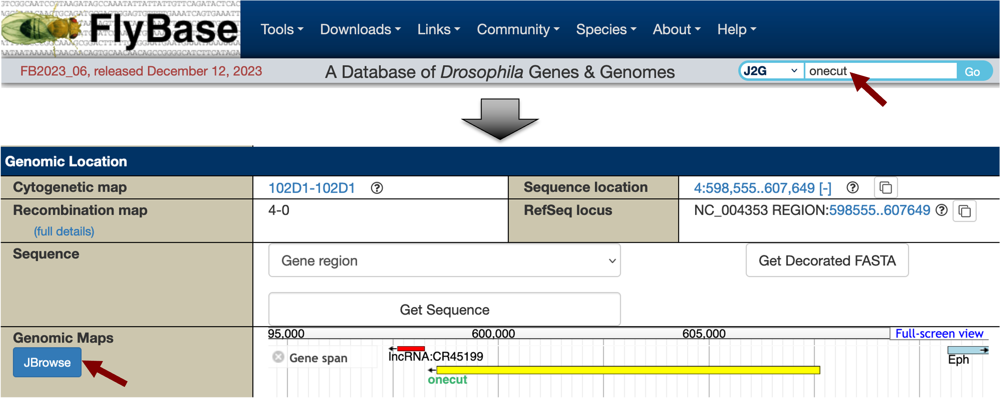 FlyBase
Tools Downloads Links Community Species About Help
FB2023_06, released December 12, 2023 A Database of Drosophila Genes & Genomes J2G onecut Go
Genomic Location
Cytogenetic map 102D1-102D1 ? Sequence location 4:598,555..607,649 [-] ?
Recombination map 4-0 RefSeq locus NC_004353 REGION:598555..607649 ?
(full details)
Sequence Gene region Get Decorated FASTA
Get Sequence
Genomic Maps 95,000 600,000 605,000 Full-screen view
JBrowse Gene span lncRNA:CR45199 Eph
onecut